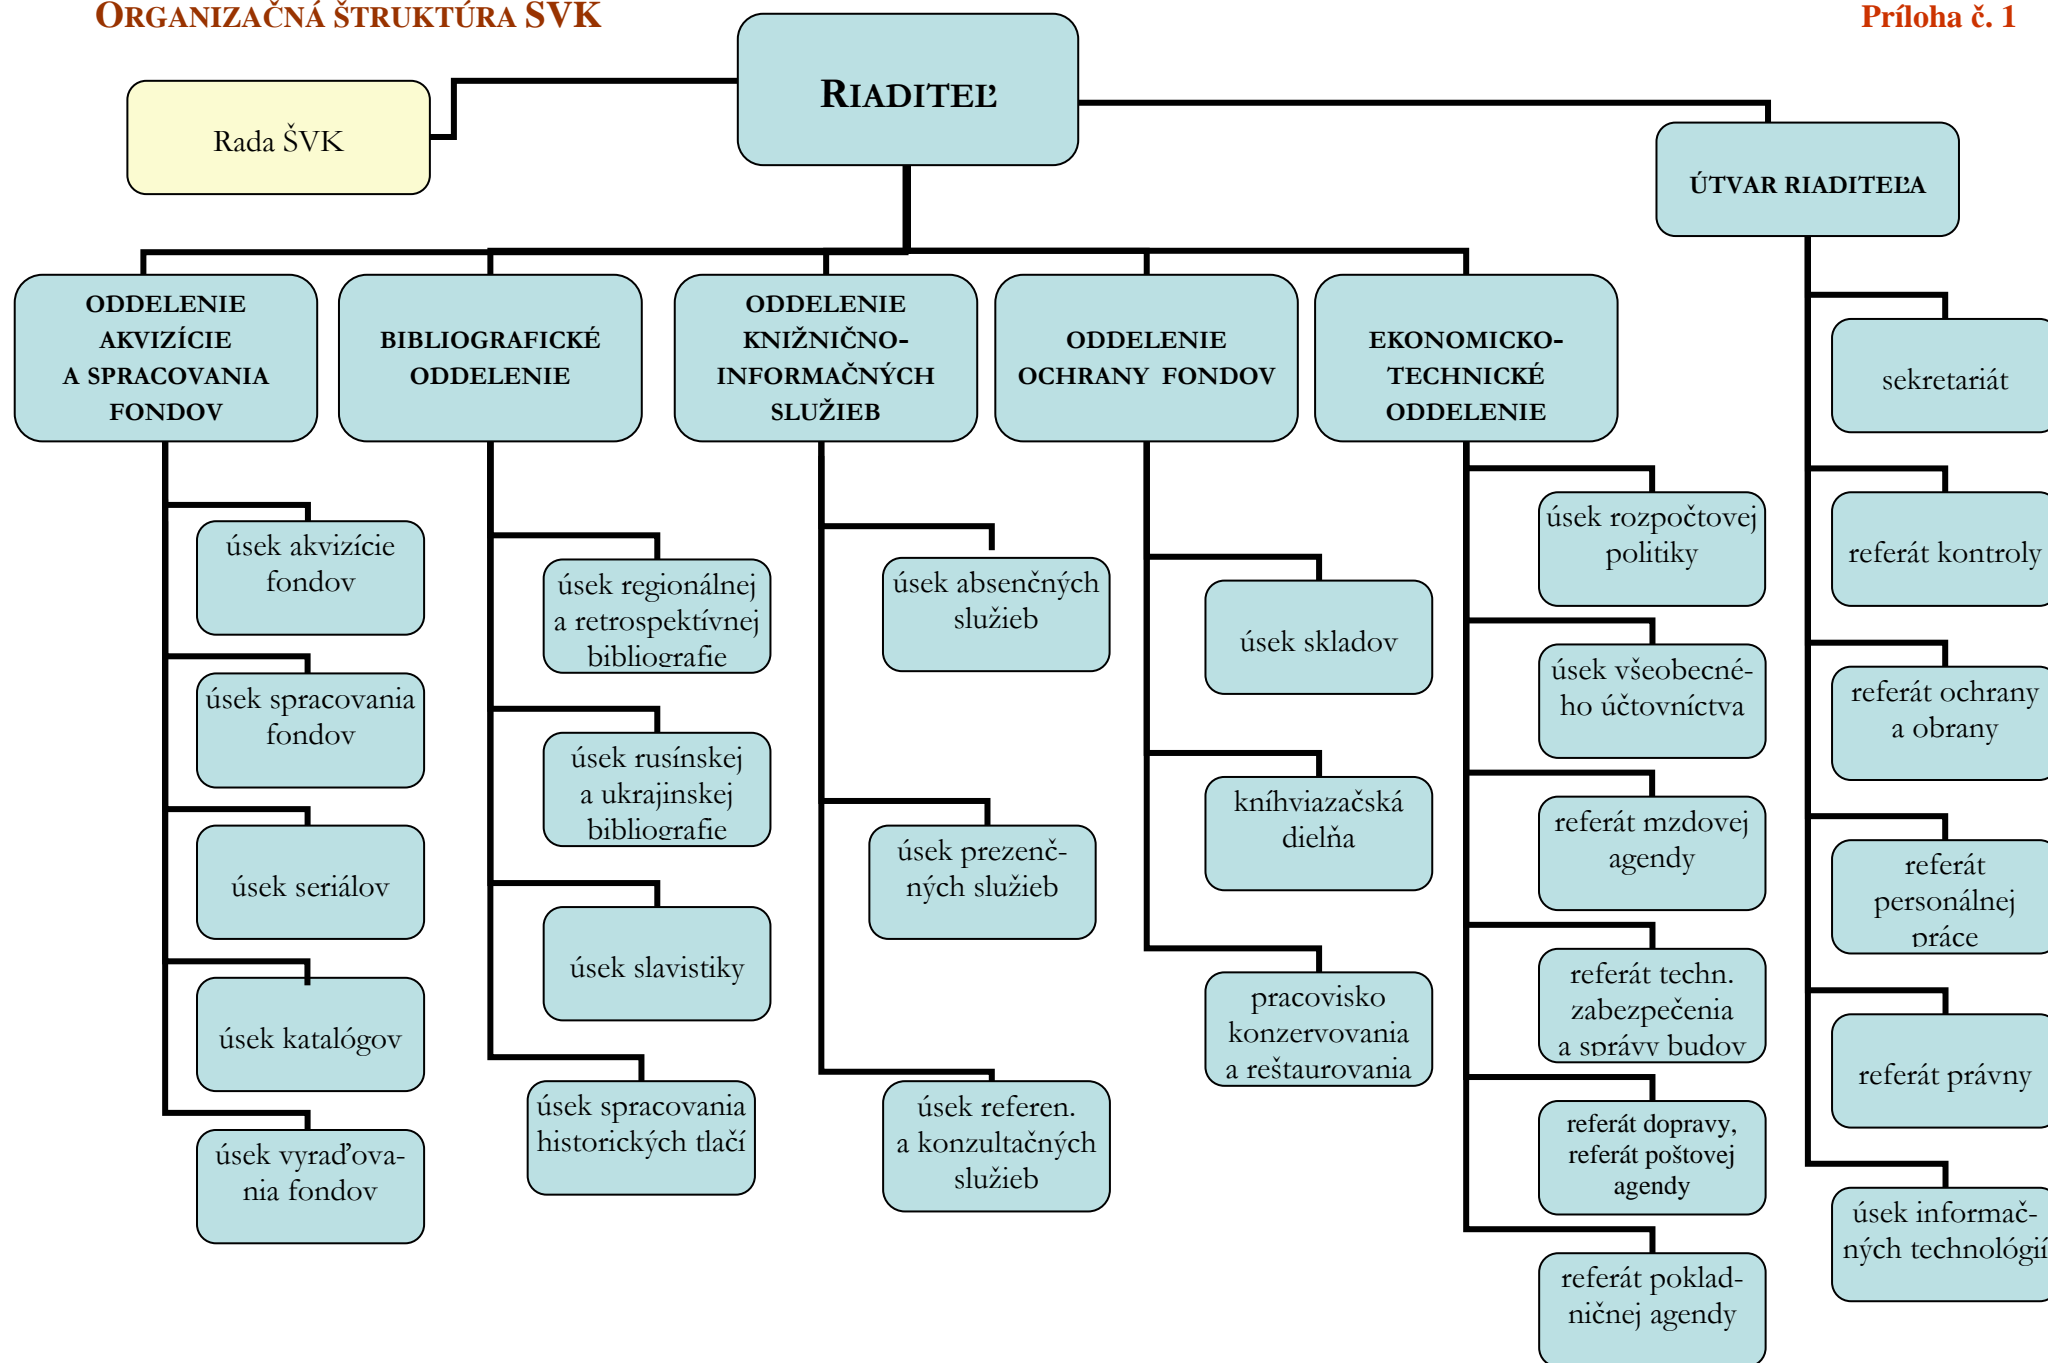 ORGANIZAČNÁ ŠTRUKTÚRA ŠVK
Príloha č. 1
RIADITEĽ
Rada ŠVK
ÚTVAR RIADITEĽA
ODDELENIE
AKVIZÍCIE
A SPRACOVANIA
FONDOV
BIBLIOGRAFICKÉ
ODDELENIE
ODDELENIE
KNIŽNIČNO-
INFORMAČNÝCH
SLUŽIEB
ODDELENIE
OCHRANY FONDOV
EKONOMICKO-
TECHNICKÉ
ODDELENIE
úsek akvizície
fondov
úsek spracovania
fondov
úsek seriálov
úsek katalógov
úsek vyraďova-
nia fondov
úsek regionálnej
a retrospektívnej
bibliografie
úsek rusínskej
a ukrajinskej
bibliografie
úsek slavistiky
úsek spracovania
historických tlačí
úsek absenčných
služieb
úsek prezenč-
ných služieb
úsek referen.
a konzultačných
služieb
úsek skladov
kníhviazačská
dielňa
pracovisko
konzervovania
a reštaurovania
úsek rozpočtovej
politiky
úsek všeobecné-
ho účtovníctva
referát mzdovej
agendy
referát techn.
zabezpečenia
a správy budov
referát dopravy,
referát poštovej
agendy
referát poklad-
ničnej agendy
sekretariát
referát kontroly
referát ochrany
a obrany
referát
personálnej
práce
referát právny
úsek informač-
ných technológií